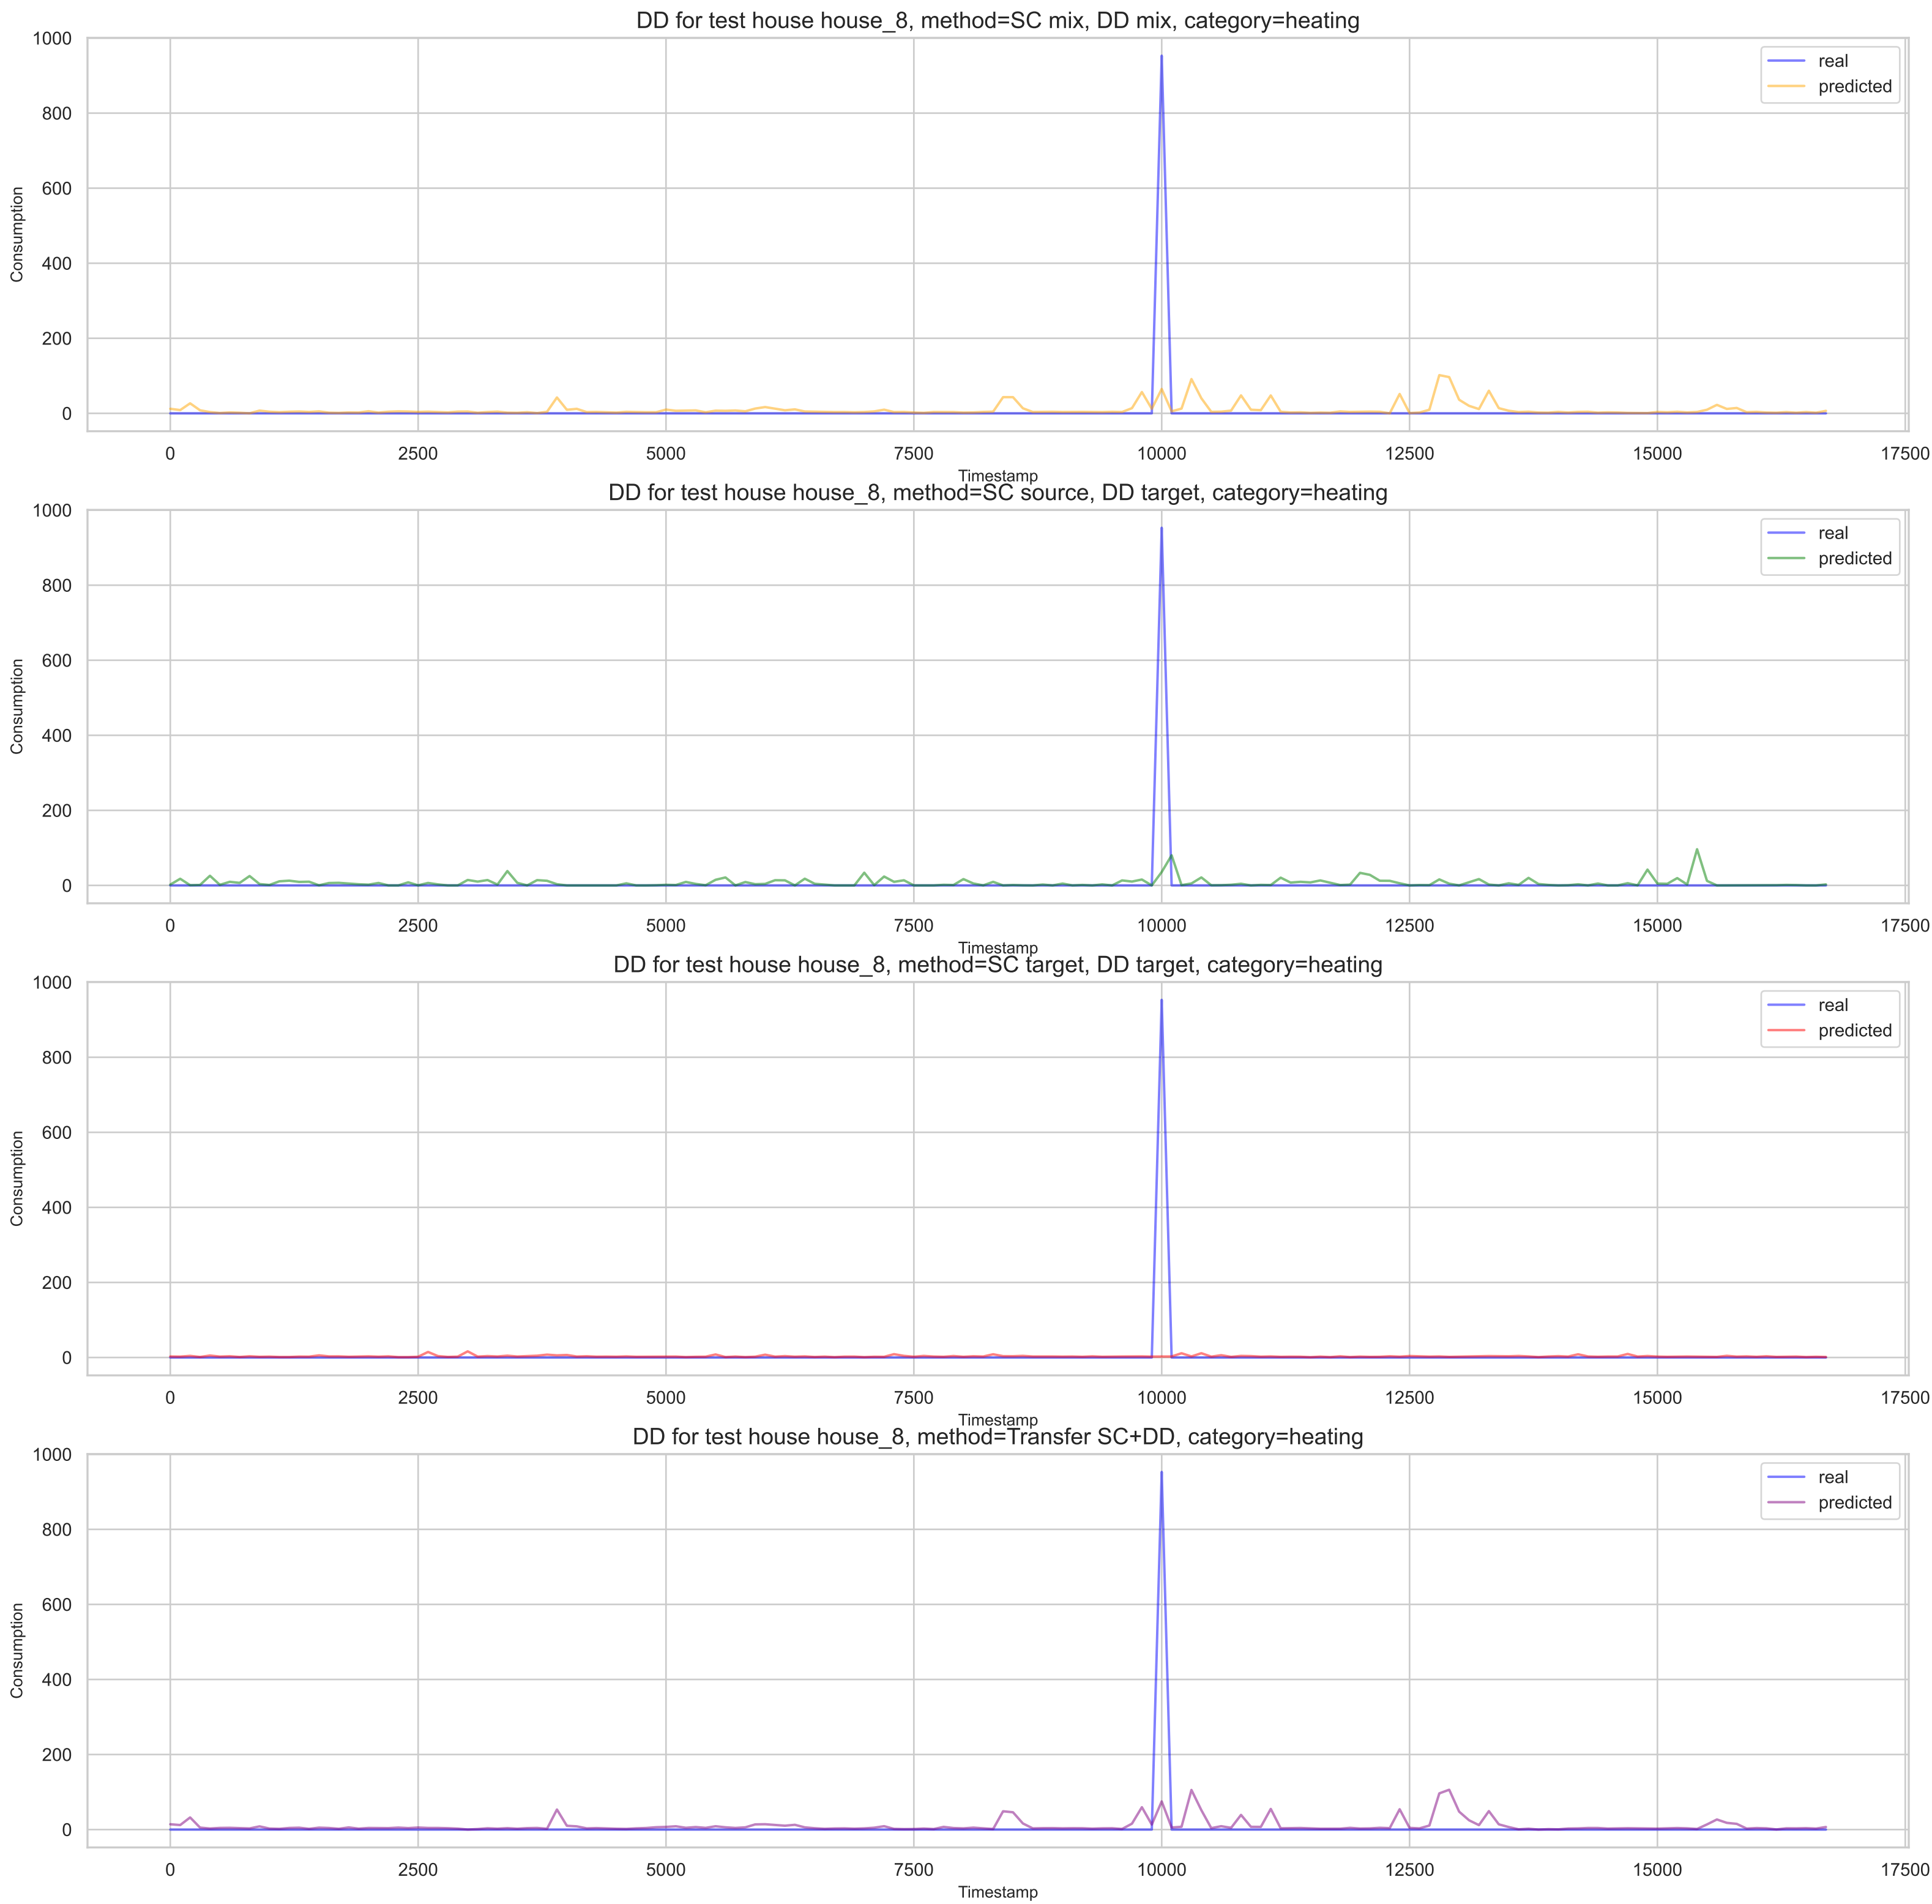 DD for test house house_8, method=SC mix, DD mix, category=heating
1000
800
600
400
200
0
Consumption
real
predicted
0 2500 5000 7500 10000 12500 15000 17500
Timestamp
DD for test house house_8, method=SC source, DD target, category=heating
1000
800
600
400
200
0
Consumption
real
predicted
0 2500 5000 7500 10000 12500 15000 17500
Timestamp
DD for test house house_8, method=SC target, DD target, category=heating
1000
800
600
400
200
0
Consumption
real
predicted
0 2500 5000 7500 10000 12500 15000 17500
Timestamp
DD for test house house_8, method=Transfer SC+DD, category=heating
1000
800
600
400
200
0
Consumption
real
predicted
0 2500 5000 7500 10000 12500 15000 17500
Timestamp